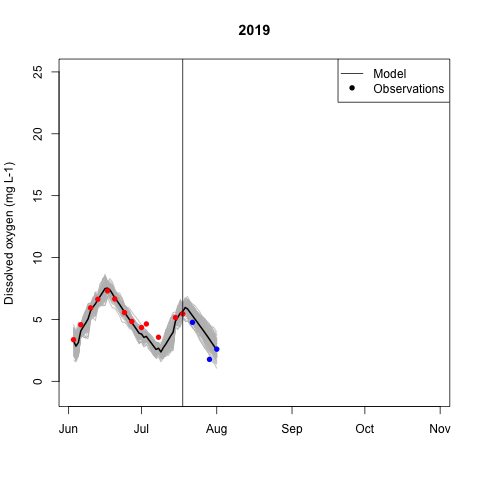 2019
Model
Observations
Dissolved oxygen (mg L-1)
25
20
15
10
5
0
Jun Jul Aug Sep Oct Nov